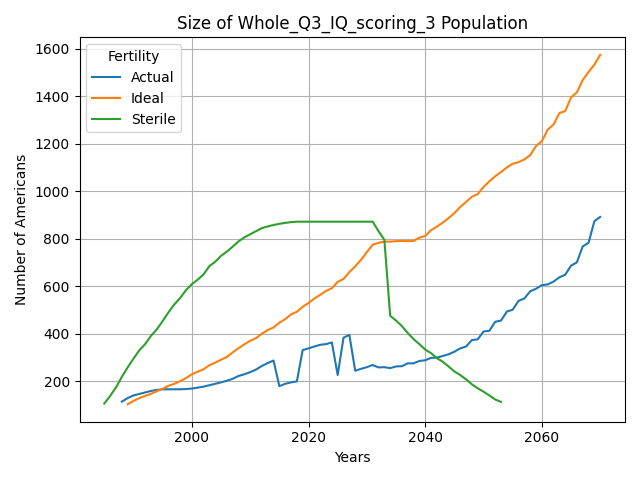 Size of Whole_Q3_IQ_scoring_3 Population
Fertility
Actual
Ideal
Sterile
Number of Americans
1600
1400
1200
1000
800
600
400
200
2000
2020
2040
2060
Years